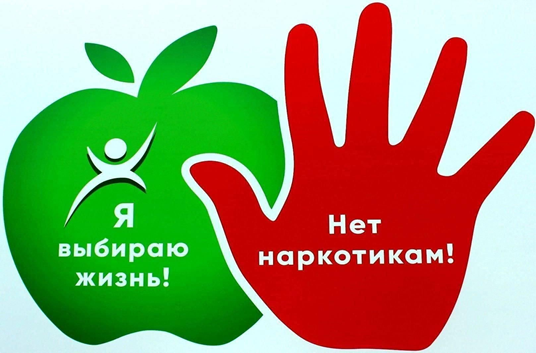 Я
выбираю
жизнь!
Нет
наркотикам!